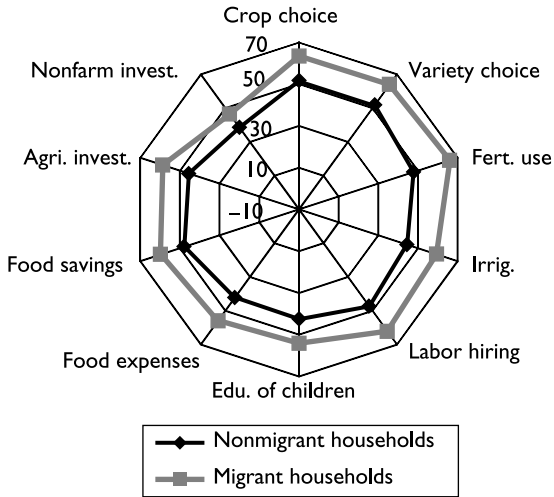 Crop choice
70
Nonfarm invest.
Variety choice
50
30
Agri. invest.
Fert. use
10
–10
Food savings
Irrig.
Food expenses
Labor hiring
Edu. of children
Nonmigrant households
Migrant households